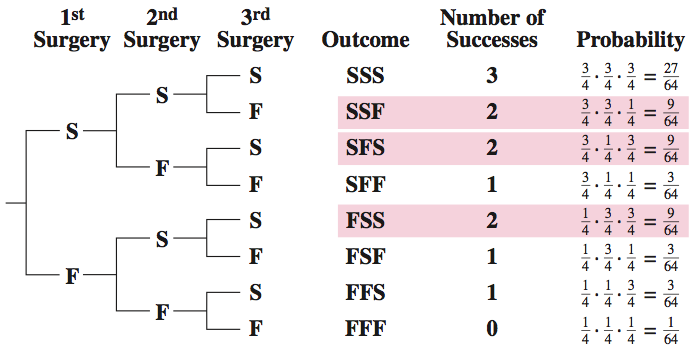 1st 2nd 3rd Number of
Surgery Surgery Surgery Outcome Successes Probability
S SSS 3 3/4 · 3/4 · 3/4 = 27/64
S
F SSF 2 3/4 · 3/4 · 1/4 = 9/64
S
S SFS 2 3/4 · 1/4 · 3/4 = 9/64
F
F SFF 1 3/4 · 1/4 · 1/4 = 3/64
S FSS 2 1/4 · 3/4 · 3/4 = 9/64
S
F FSF 1 1/4 · 3/4 · 1/4 = 3/64
F
S FFS 1 1/4 · 1/4 · 3/4 = 3/64
F
F FFF 0 1/4 · 1/4 · 1/4 = 1/64